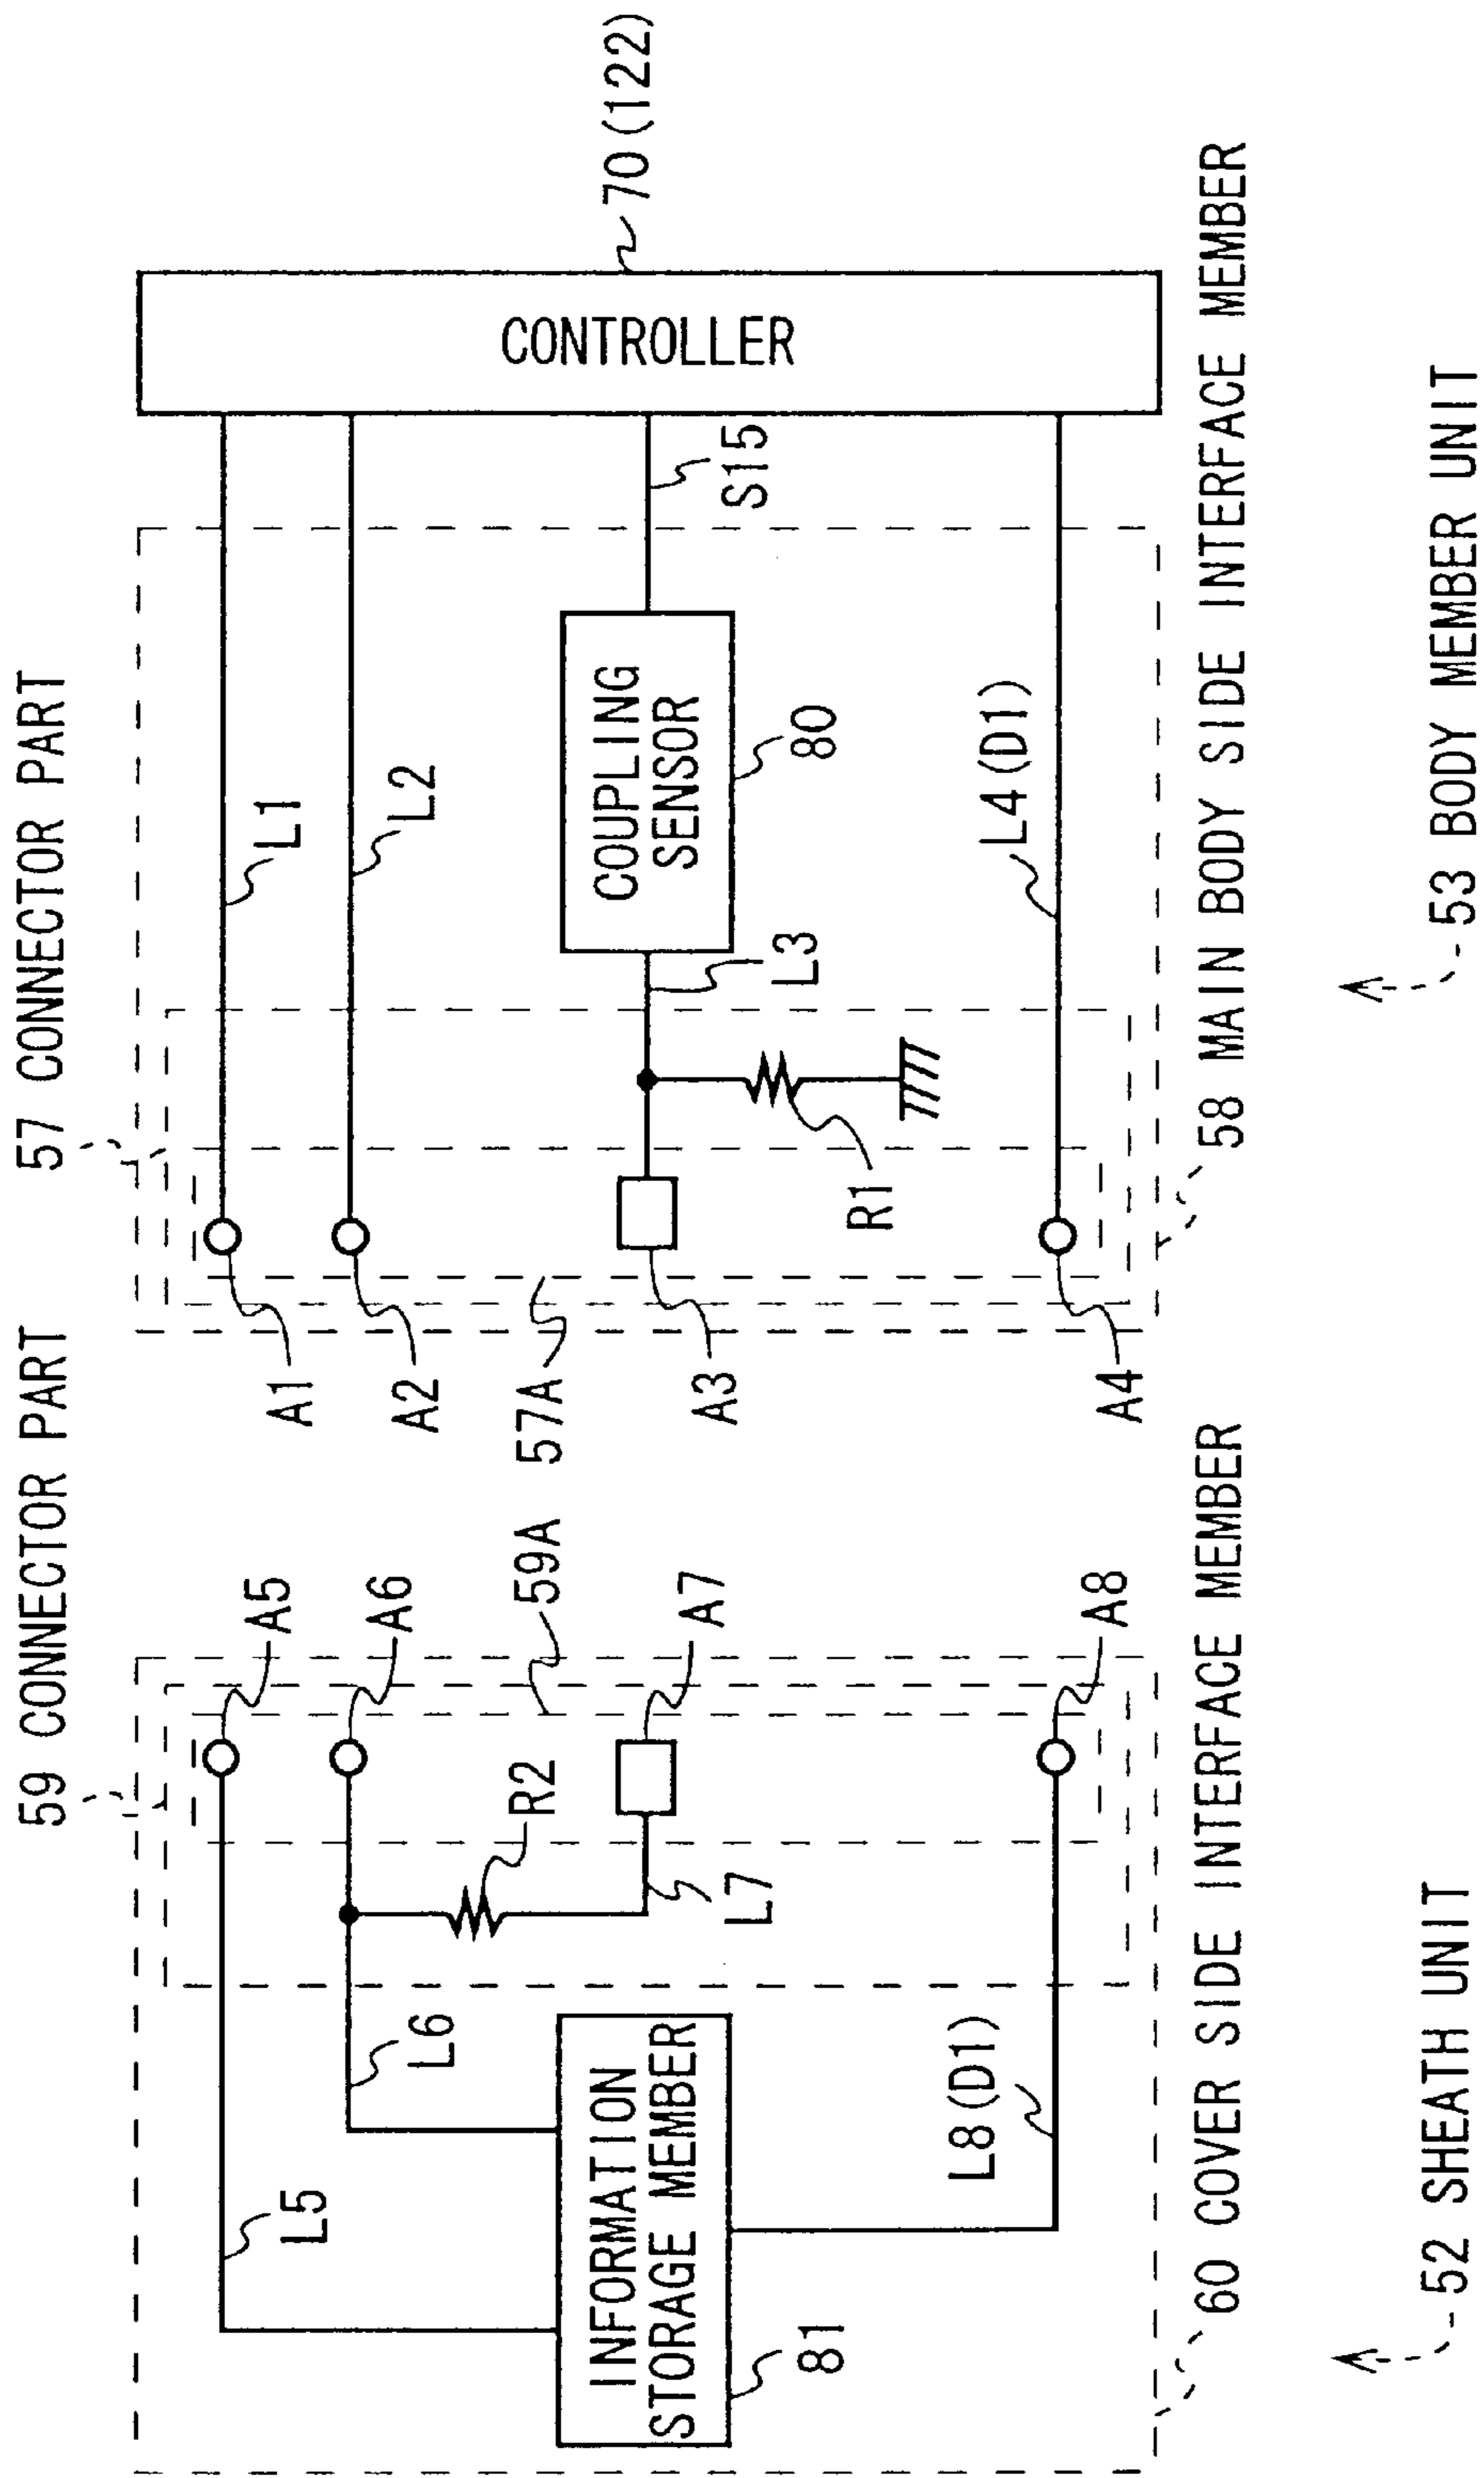 59 CONNECTOR PART
57 CONNECTOR PART
A5
A1
L1
L5
A6
A2
L2
L6
R2
59A
57A
COUPLING
SENSOR
S15
CONTROLLER
70(122)
INFORMATION
STORAGE MEMBER
A7
A3
L7
L3
81
80
R1
L8(D1)
L4(D1)
A8
A4
60 COVER SIDE INTERFACE MEMBER
58 MAIN BODY SIDE INTERFACE MEMBER
52 SHEATH UNIT
53 BODY MEMBER UNIT